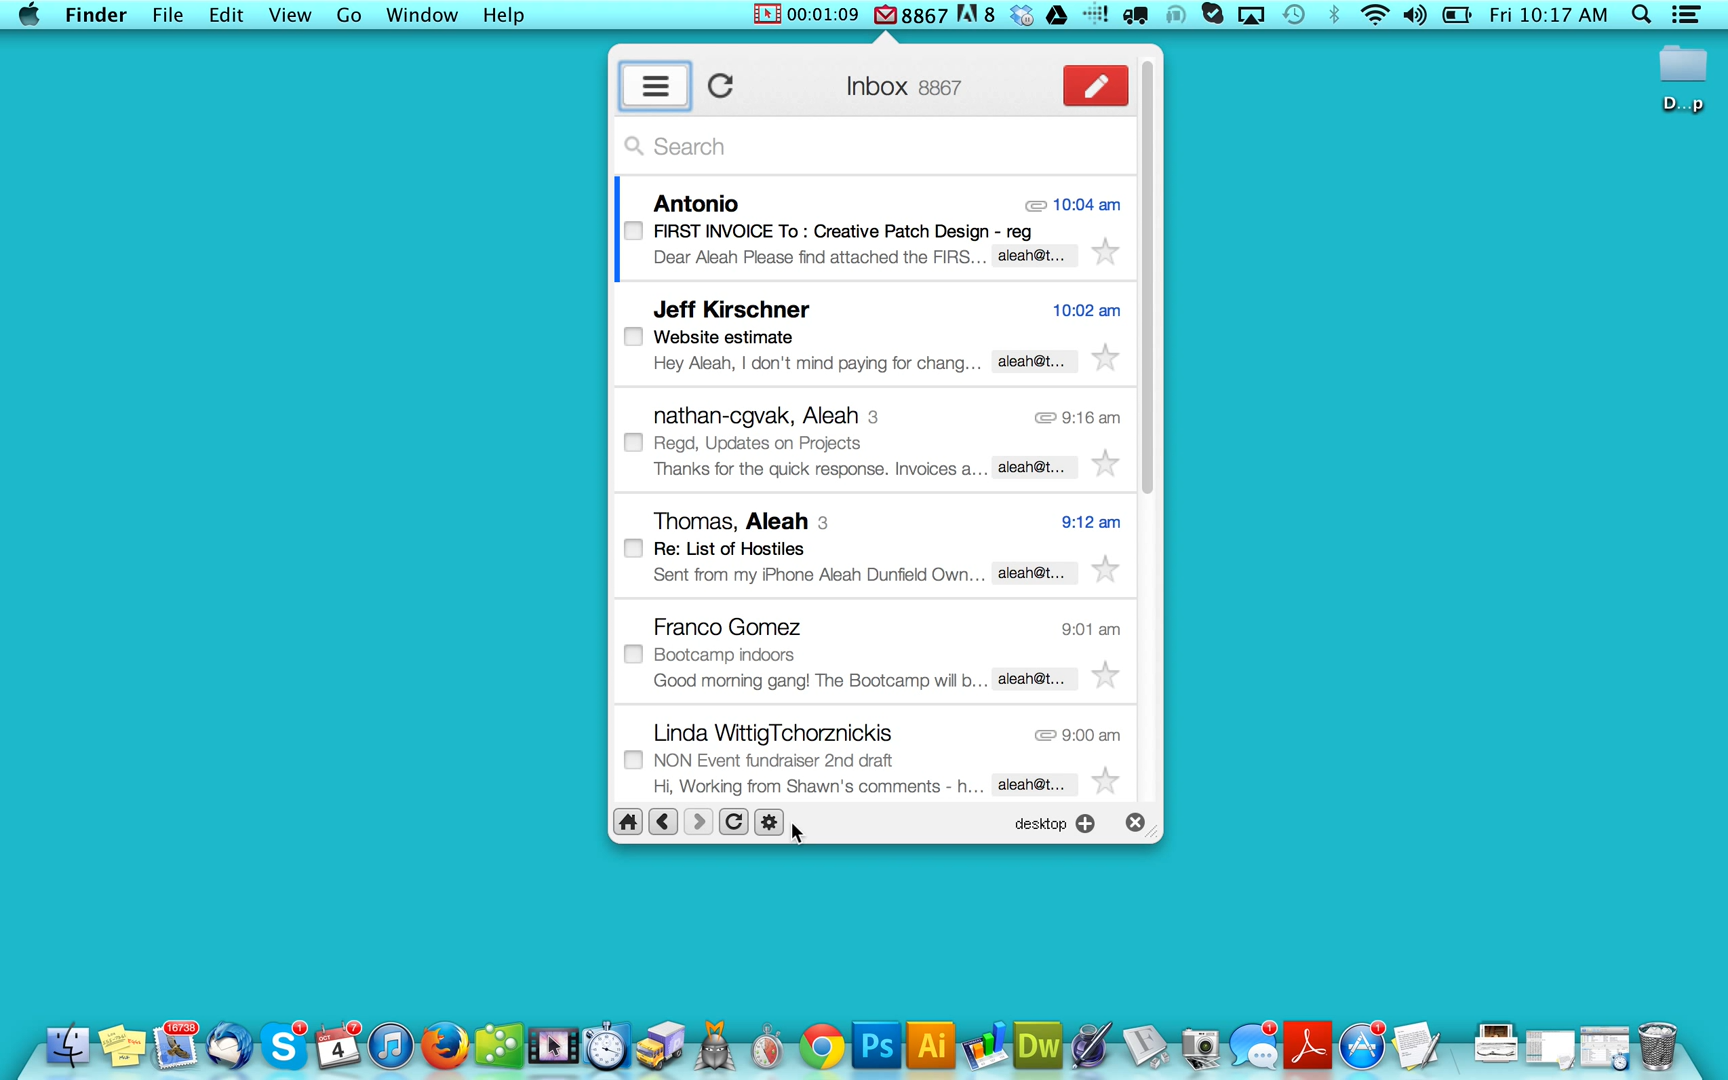 Finder File Edit View Go Window Help 00:01:09 8867 8 Fri 10:17 AM
D...p
Inbox 8867
Search
Antonio 10:04 am
FIRST INVOICE To : Creative Patch Design - reg
Dear Aleah Please find attached the FIRS... aleah@t...
Jeff Kirschner 10:02 am
Website estimate
Hey Aleah, I don't mind paying for chang... aleah@t...
nathan-cgvak, Aleah 3 9:16 am
Regd, Updates on Projects
Thanks for the quick response. Invoices a... aleah@t...
Thomas, Aleah 3 9:12 am
Re: List of Hostiles
Sent from my iPhone Aleah Dunfield Own... aleah@t...
Franco Gomez 9:01 am
Bootcamp indoors
Good morning gang! The Bootcamp will b... aleah@t...
Linda WittigTchorznickis 9:00 am
NON Event fundraiser 2nd draft
Hi, Working from Shawn's comments - h... aleah@t...
desktop
16738 S 1 OCT 4 7 Ps Ai Dw F 1 1